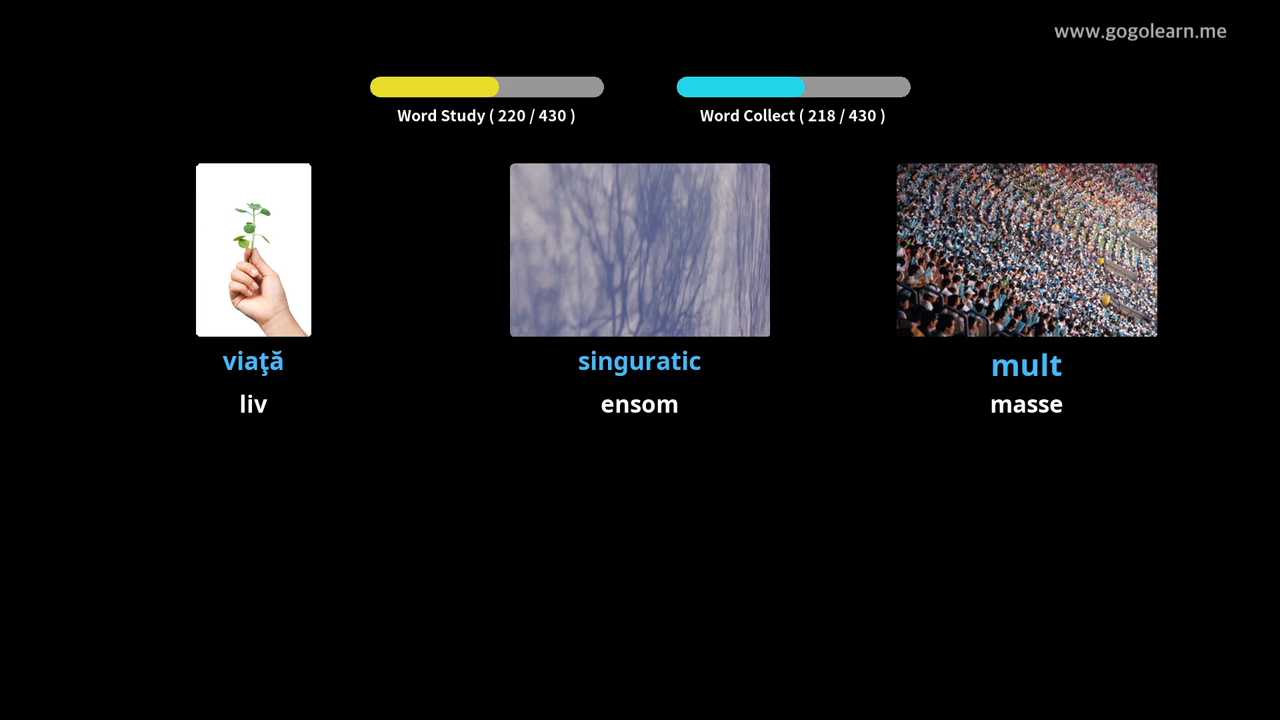 www.gogolearn.me
Word Study ( 220 / 430 )
Word Collect ( 218 / 430 )
viaţă
singuratic
mult
liv
ensom
masse